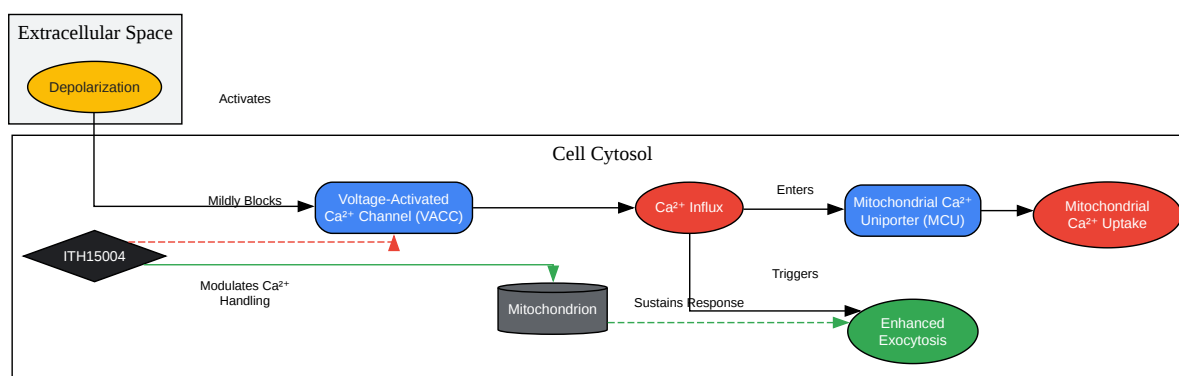 Extracellular Space
Depolarization
Activates
Cell Cytosol
Mildly Blocks
Voltage-Activated
Ca²⁺ Channel (VACC)
Ca²⁺ Influx
Enters
Mitochondrial Ca²⁺
Uniporter (MCU)
Mitochondrial
Ca²⁺ Uptake
ITH15004
Modulates Ca²⁺
Handling
Mitochondrion
Triggers
Sustains Response
Enhanced
Exocytosis